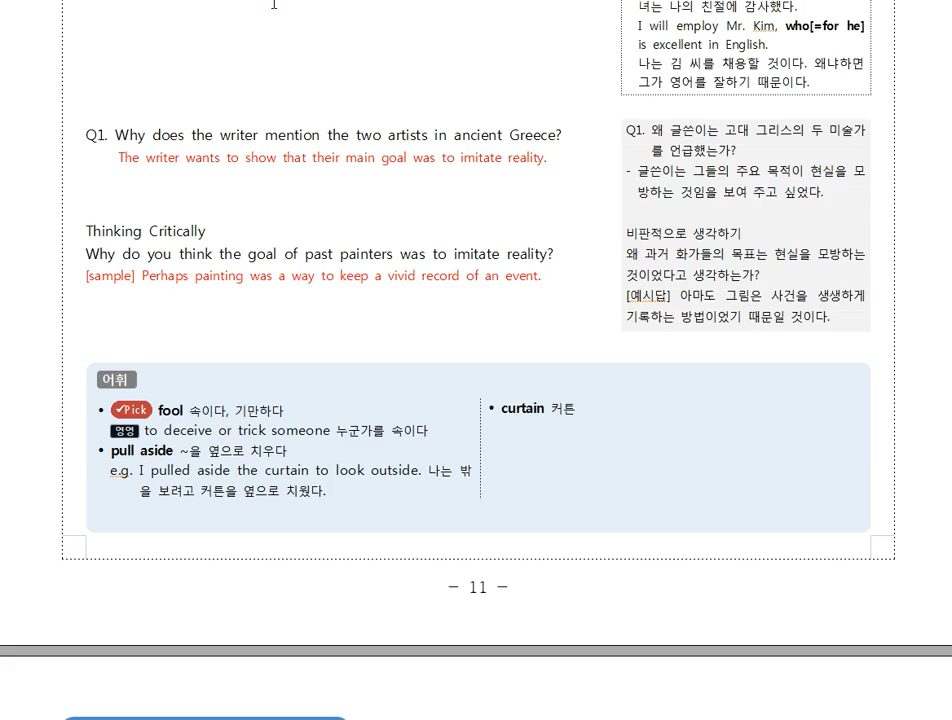 녀는 나의 친절에 감사했다.
I will employ Mr. Kim, who[=for he]
is excellent in English.
나는 김 씨를 채용할 것이다. 왜냐하면
그가 영어를 잘하기 때문이다.
Q1. Why does the writer mention the two artists in ancient Greece?
The writer wants to show that their main goal was to imitate reality.
Thinking Critically
Why do you think the goal of past painters was to imitate reality?
[sample] Perhaps painting was a way to keep a vivid record of an event.
Q1. 왜 글쓴이는 고대 그리스의 두 미술가
를 언급했는가?
- 글쓴이는 그들의 주요 목적이 현실을 모
방하는 것임을 보여 주고 싶었다.
비판적으로 생각하기
왜 과거 화가들의 목표는 현실을 모방하는
것이었다고 생각하는가?
[예시답] 아마도 그림은 사건을 생생하게
기록하는 방법이었기 때문일 것이다.
어휘
• ✓Pick fool 속이다, 기만하다
영영 to deceive or trick someone 누군가를 속이다
• pull aside ~을 옆으로 치우다
e.g. I pulled aside the curtain to look outside. 나는 밖
을 보려고 커튼을 옆으로 치웠다.
• curtain 커튼
- 11 -